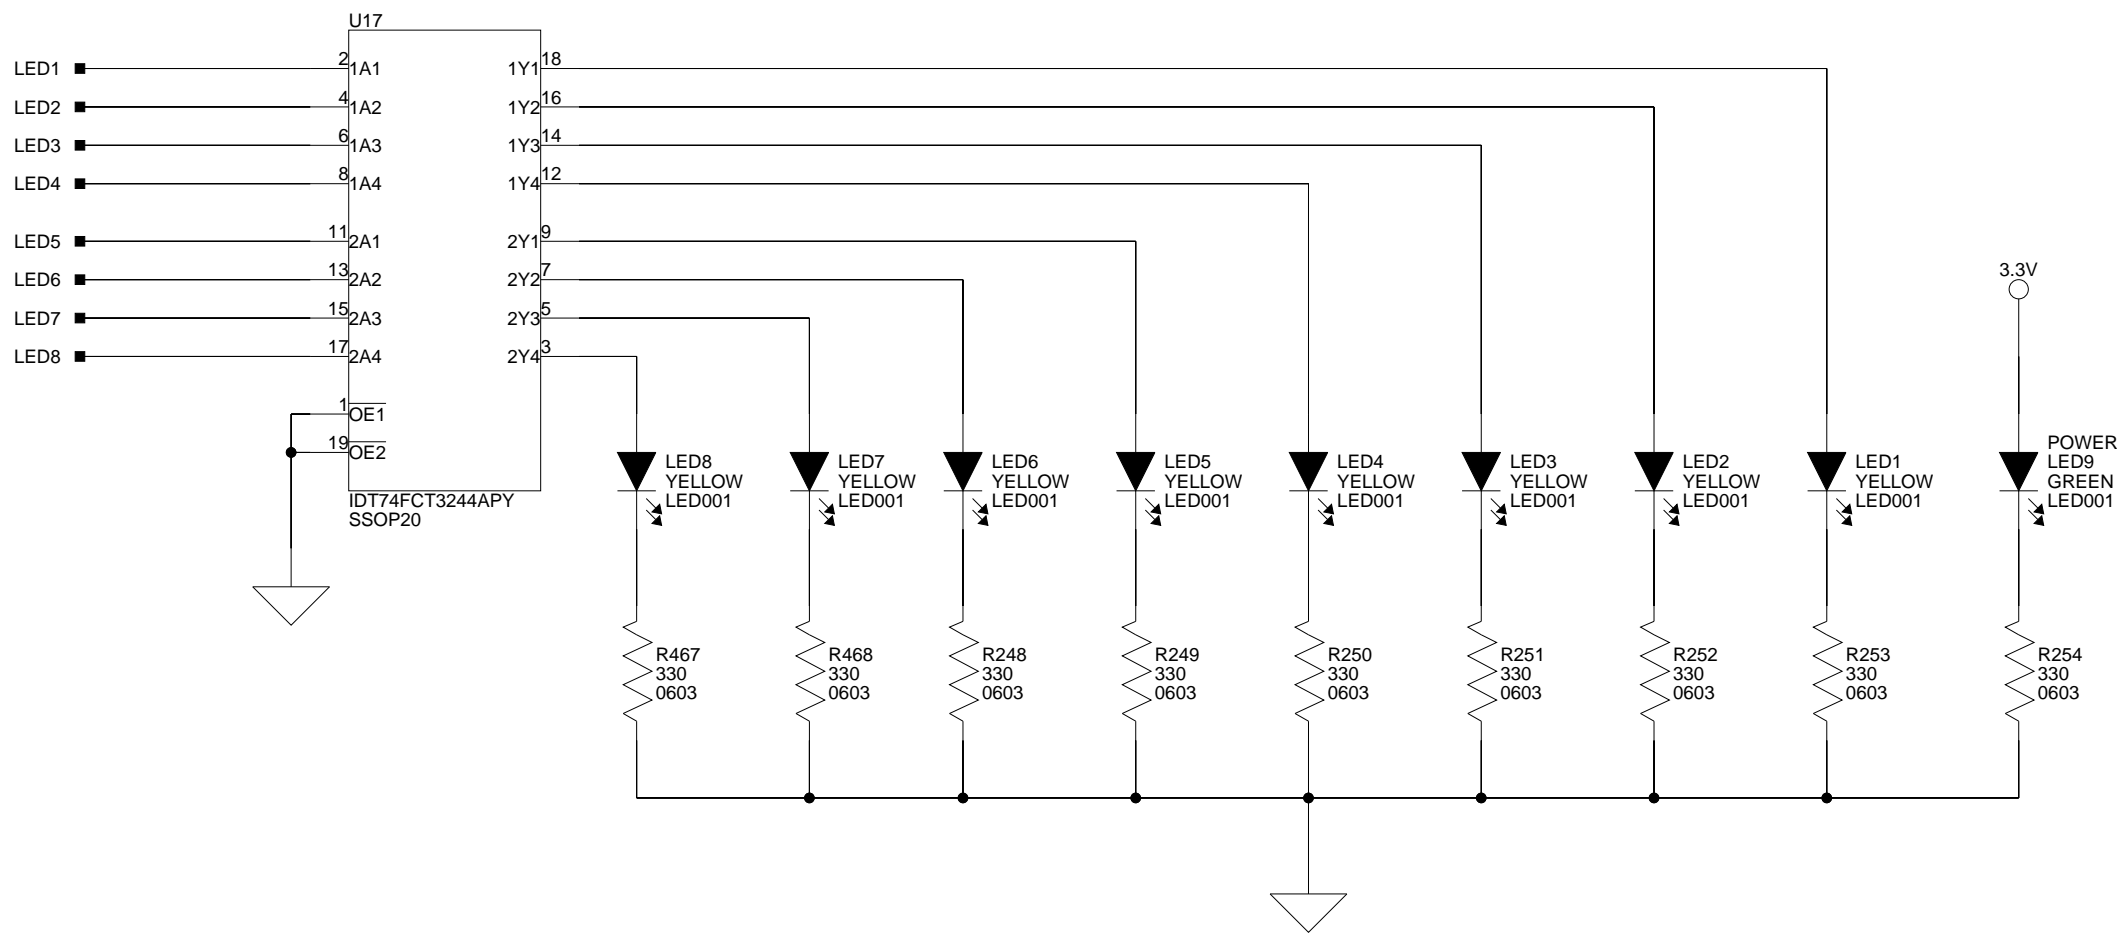 U17
LED1 2 1A1 1Y1 18
LED2 4 1A2 1Y2 16
LED3 6 1A3 1Y3 14
LED4 8 1A4 1Y4 12
LED5 11 2A1 2Y1 9
LED6 13 2A2 2Y2 7
LED7 15 2A3 2Y3 5
LED8 17 2A4 2Y4 3
1 OE1
19 OE2
IDT74FCT3244APY
SSOP20
3.3V
LED8
YELLOW
LED001
LED7
YELLOW
LED001
LED6
YELLOW
LED001
LED5
YELLOW
LED001
LED4
YELLOW
LED001
LED3
YELLOW
LED001
LED2
YELLOW
LED001
LED1
YELLOW
LED001
POWER
LED9
GREEN
LED001
R467
330
0603
R468
330
0603
R248
330
0603
R249
330
0603
R250
330
0603
R251
330
0603
R252
330
0603
R253
330
0603
R254
330
0603